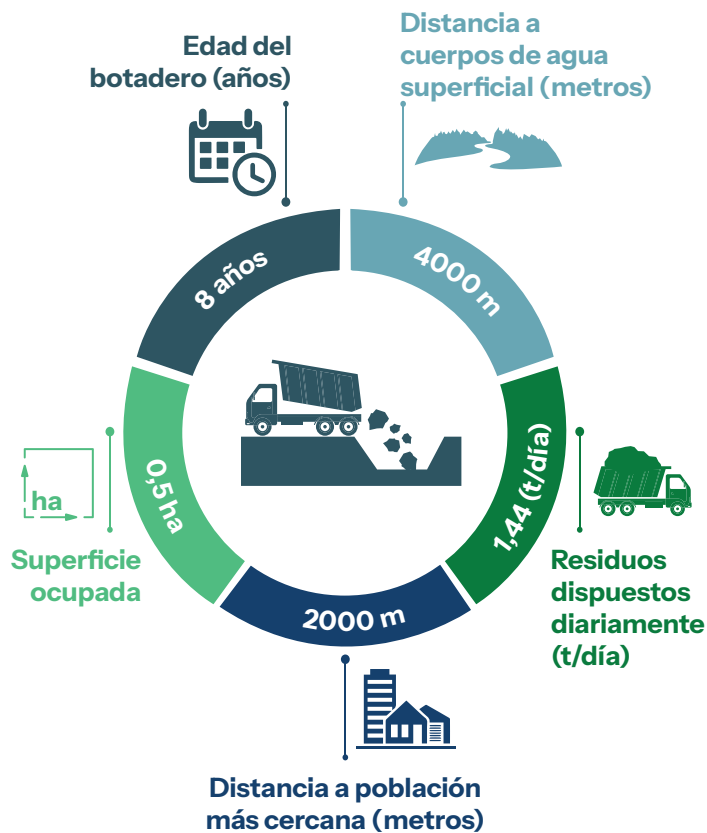 Edad del
botadero (años)
Distancia a
cuerpos de agua
superficial (metros)
8 años
4000 m
0,5 ha
1,44 (t/día)
2000 m
ha
Superficie
ocupada
Residuos
dispuestos
diariamente
(t/día)
Distancia a población
más cercana (metros)